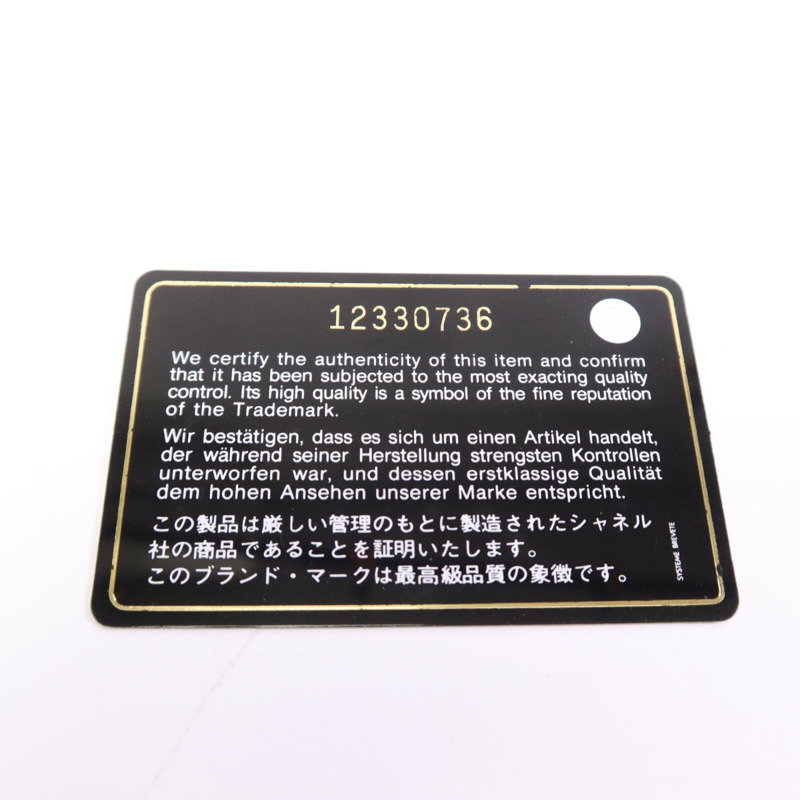 12330736
We certify the authenticity of this item and confirm
that it has been subjected to the most exacting quality
control. Its high quality is a symbol of the fine reputation
of the Trademark.
Wir bestätigen, dass es sich um einen Artikel handelt,
der während seiner Herstellung strengsten Kontrollen
unterworfen war, und dessen erstklassige Qualität
dem hohen Ansehen unserer Marke entspricht.
この製品は厳しい管理のもとに製造されたシャネル
社の商品であることを証明いたします。
このブランド・マークは最高級品質の象徴です。
SYSTEME BREVETE